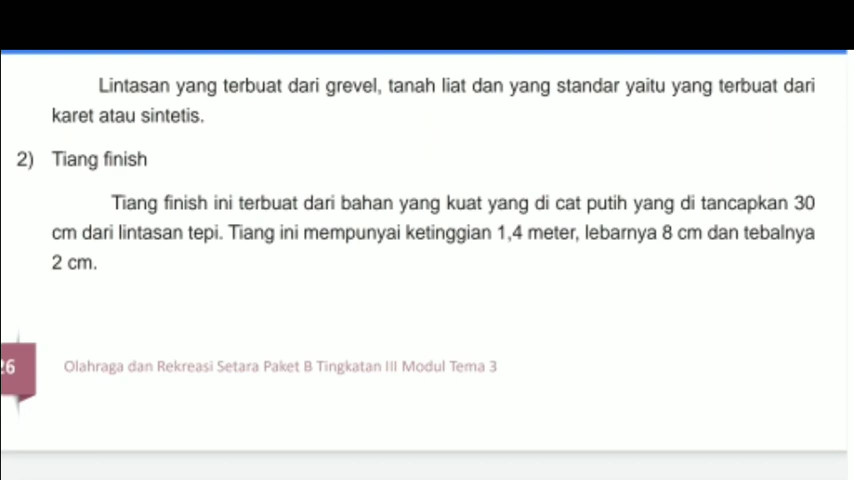 Lintasan yang terbuat dari grevel, tanah liat dan yang standar yaitu yang terbuat dari
karet atau sintetis.
2) Tiang finish
Tiang finish ini terbuat dari bahan yang kuat yang di cat putih yang di tancapkan 30
cm dari lintasan tepi. Tiang ini mempunyai ketinggian 1,4 meter, lebarnya 8 cm dan tebalnya
2 cm.
26 Olahraga dan Rekreasi Setara Paket B Tingkatan III Modul Tema 3